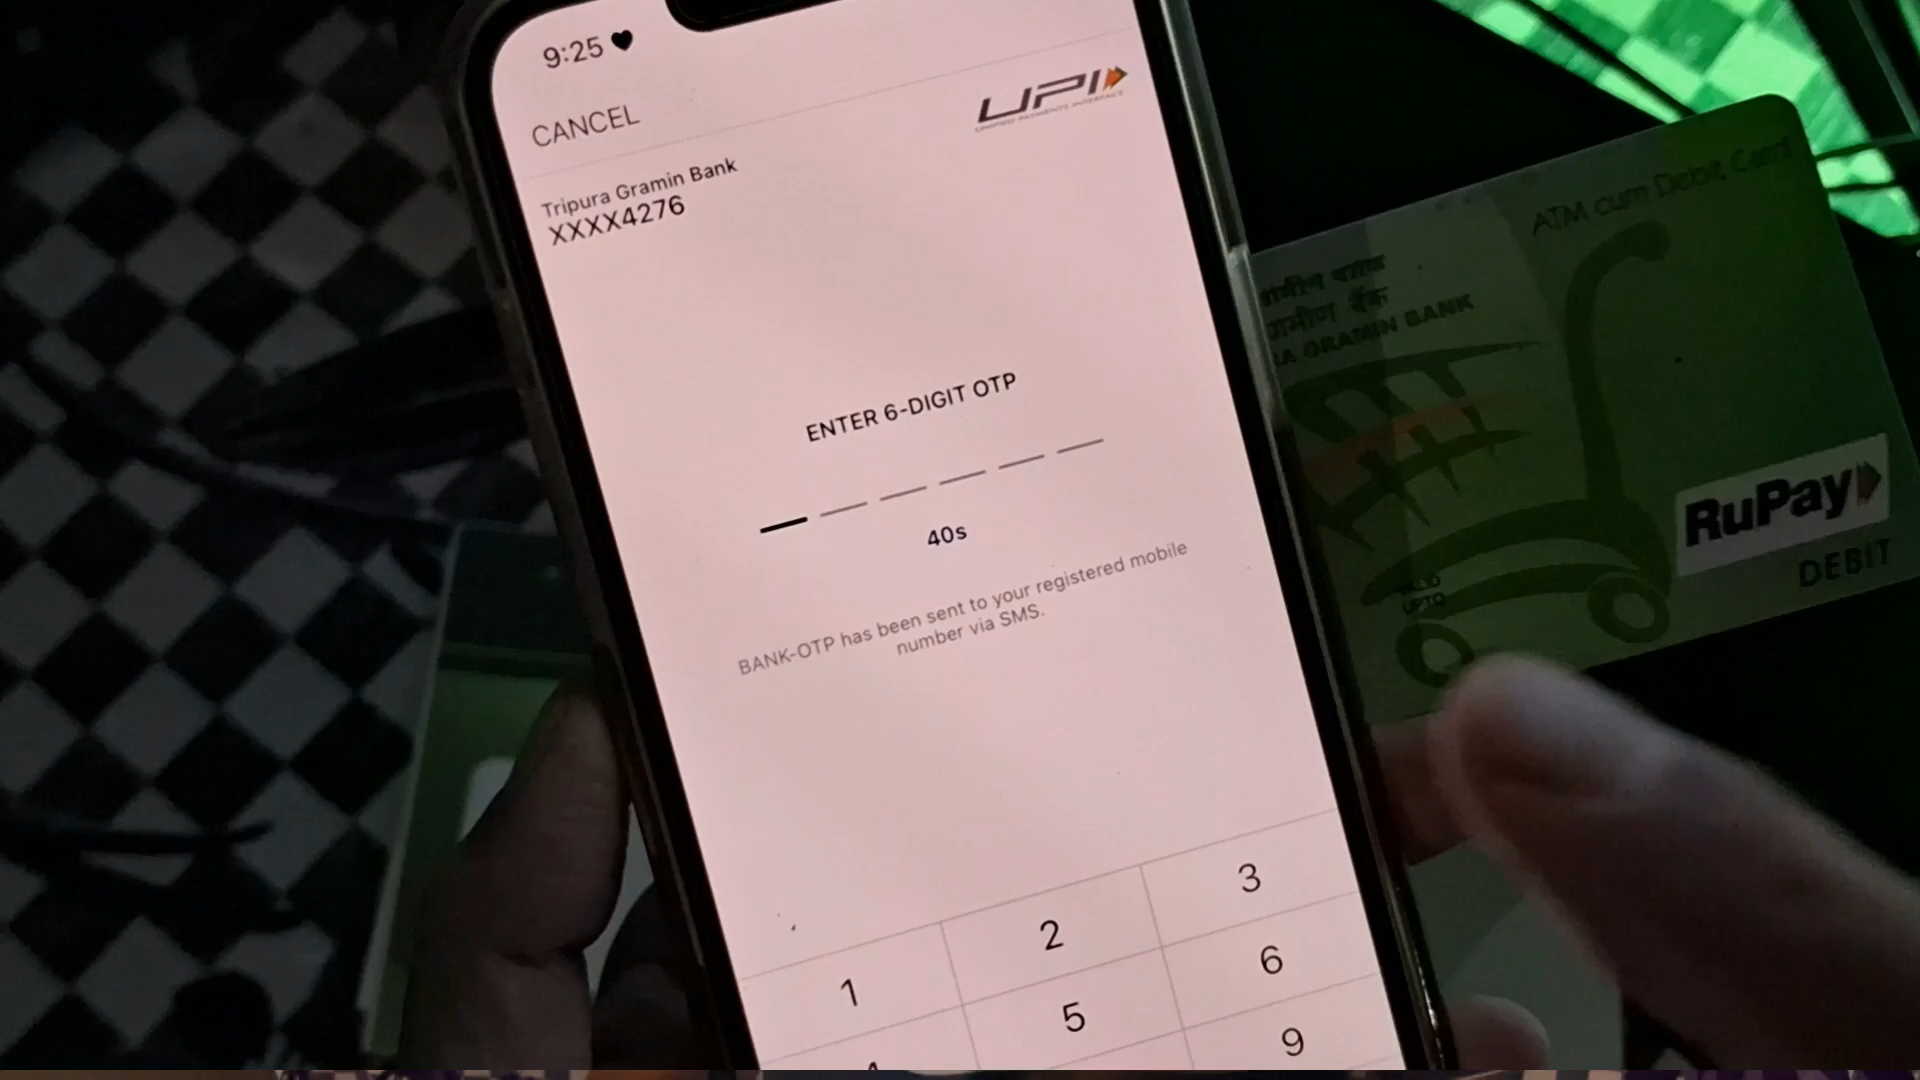 9:25
CANCEL
UPI
UNIFIED PAYMENTS INTERFACE
Tripura Gramin Bank
XXXX4276
ENTER 6-DIGIT OTP
40s
BANK-OTP has been sent to your registered mobile
number via SMS.
1 2 3
5 6
9
ATM cum Debit Card
ग्रामीण बैंक
RA GRAMIN BANK
VALID
UPTO
RuPay
DEBIT